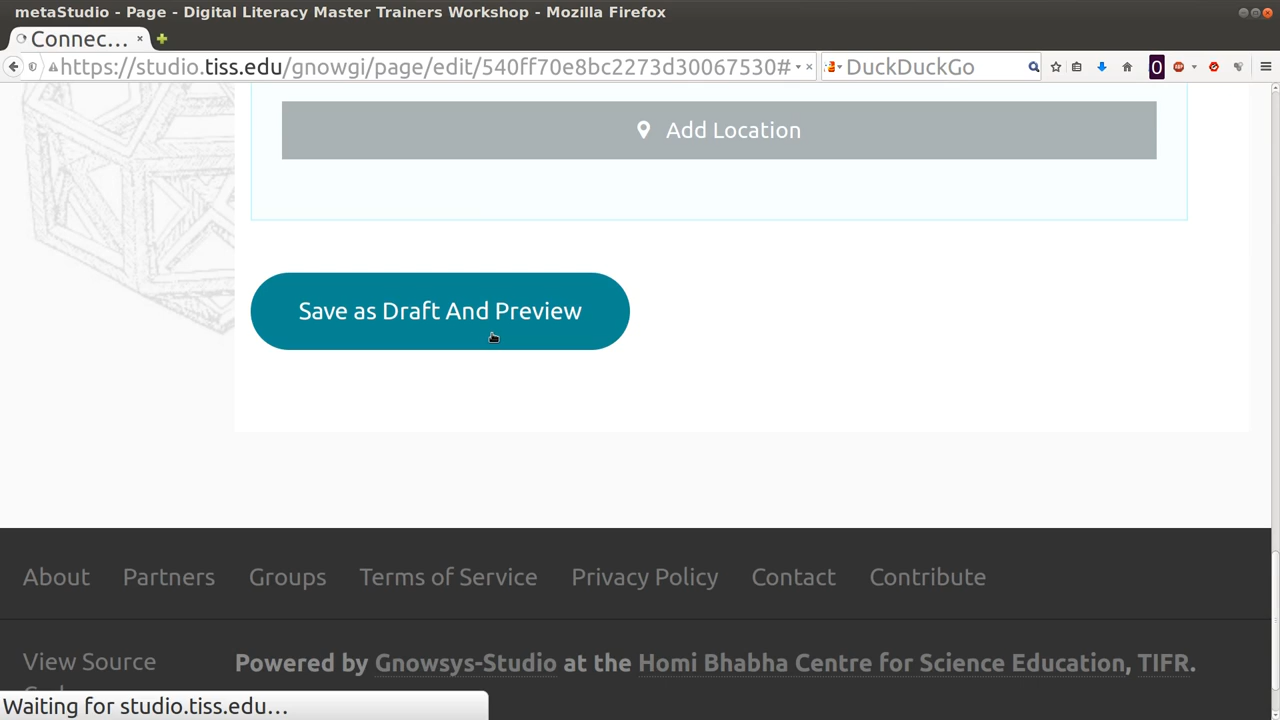 metaStudio - Page - Digital Literacy Master Trainers Workshop - Mozilla Firefox
Connec...
https://studio.tiss.edu/gnowgi/page/edit/540ff70e8bc2273d30067530#
DuckDuckGo
0
Add Location
Save as Draft And Preview
About Partners Groups Terms of Service Privacy Policy Contact Contribute
View Source
Powered by Gnowsys-Studio at the Homi Bhabha Centre for Science Education, TIFR.
Waiting for studio.tiss.edu...